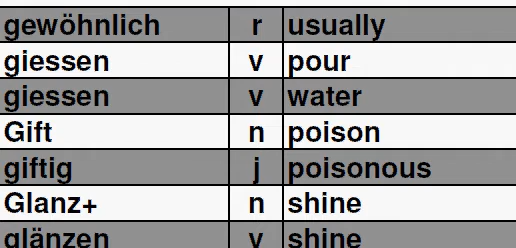 gewöhnlich r usually
giessen v pour
giessen v water
Gift n poison
giftig j poisonous
Glanz+ n shine
glänzen v shine